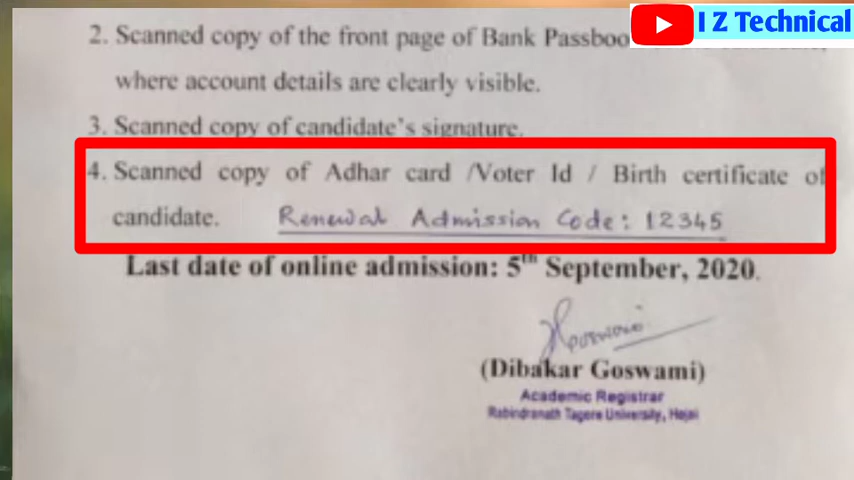 I Z Technical
2. Scanned copy of the front page of Bank Passboo
where account details are clearly visible.
3. Scanned copy of candidate's signature.
4. Scanned copy of Adhar card /Voter Id / Birth certificate of
candidate. Renewal Admission Code: 12345
Last date of online admission: 5th September, 2020.
Goswami
(Dibakar Goswami)
Academic Registrar
Rabindranath Tagore University, Hojai